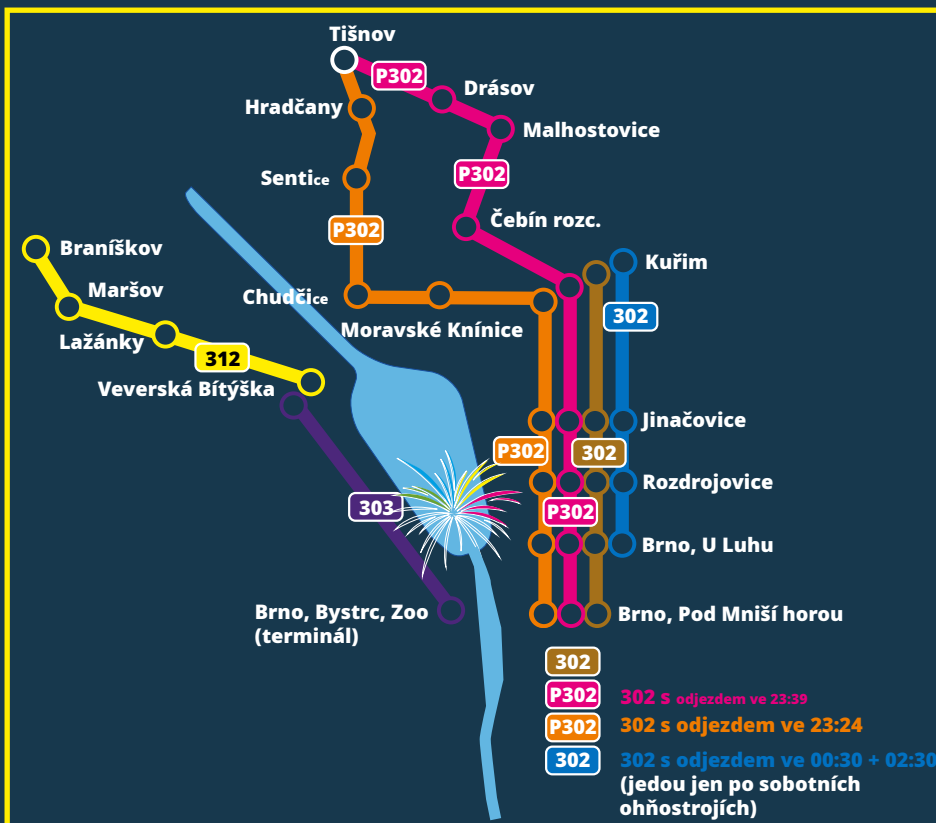 Tišnov
P302
Drásov
Hradčany
Malhostovice
Sentice
P302
P302
Čebín rozc.
Braníškov
Kuřim
Maršov
Chudčice
302
Moravské Knínice
Lažánky
312
Veverská Bítýška
Jinačovice
P302
302
Rozdrojovice
303
P302
Brno, U Luhu
Brno, Bystrc, Zoo
(terminál)
Brno, Pod Mniší horou
302
P302 302 s odjezdem ve 23:39
P302 302 s odjezdem ve 23:24
302 302 s odjezdem ve 00:30 + 02:30
(jedou jen po sobotních
ohňostrojích)